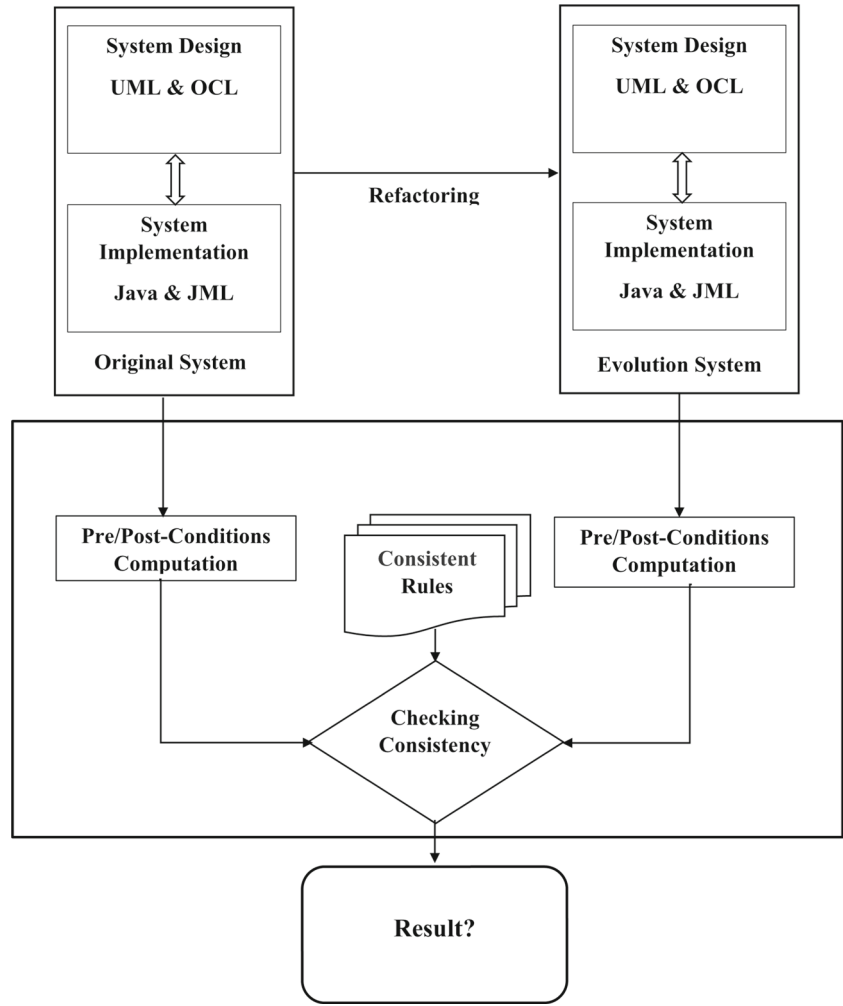 System Design
UML & OCL
System
Implementation
Java & JML
Original System
Refactoring
System Design
UML & OCL
System
Implementation
Java & JML
Evolution System
Pre/Post-Conditions
Computation
Consistent
Rules
Pre/Post-Conditions
Computation
Checking
Consistency
Result?